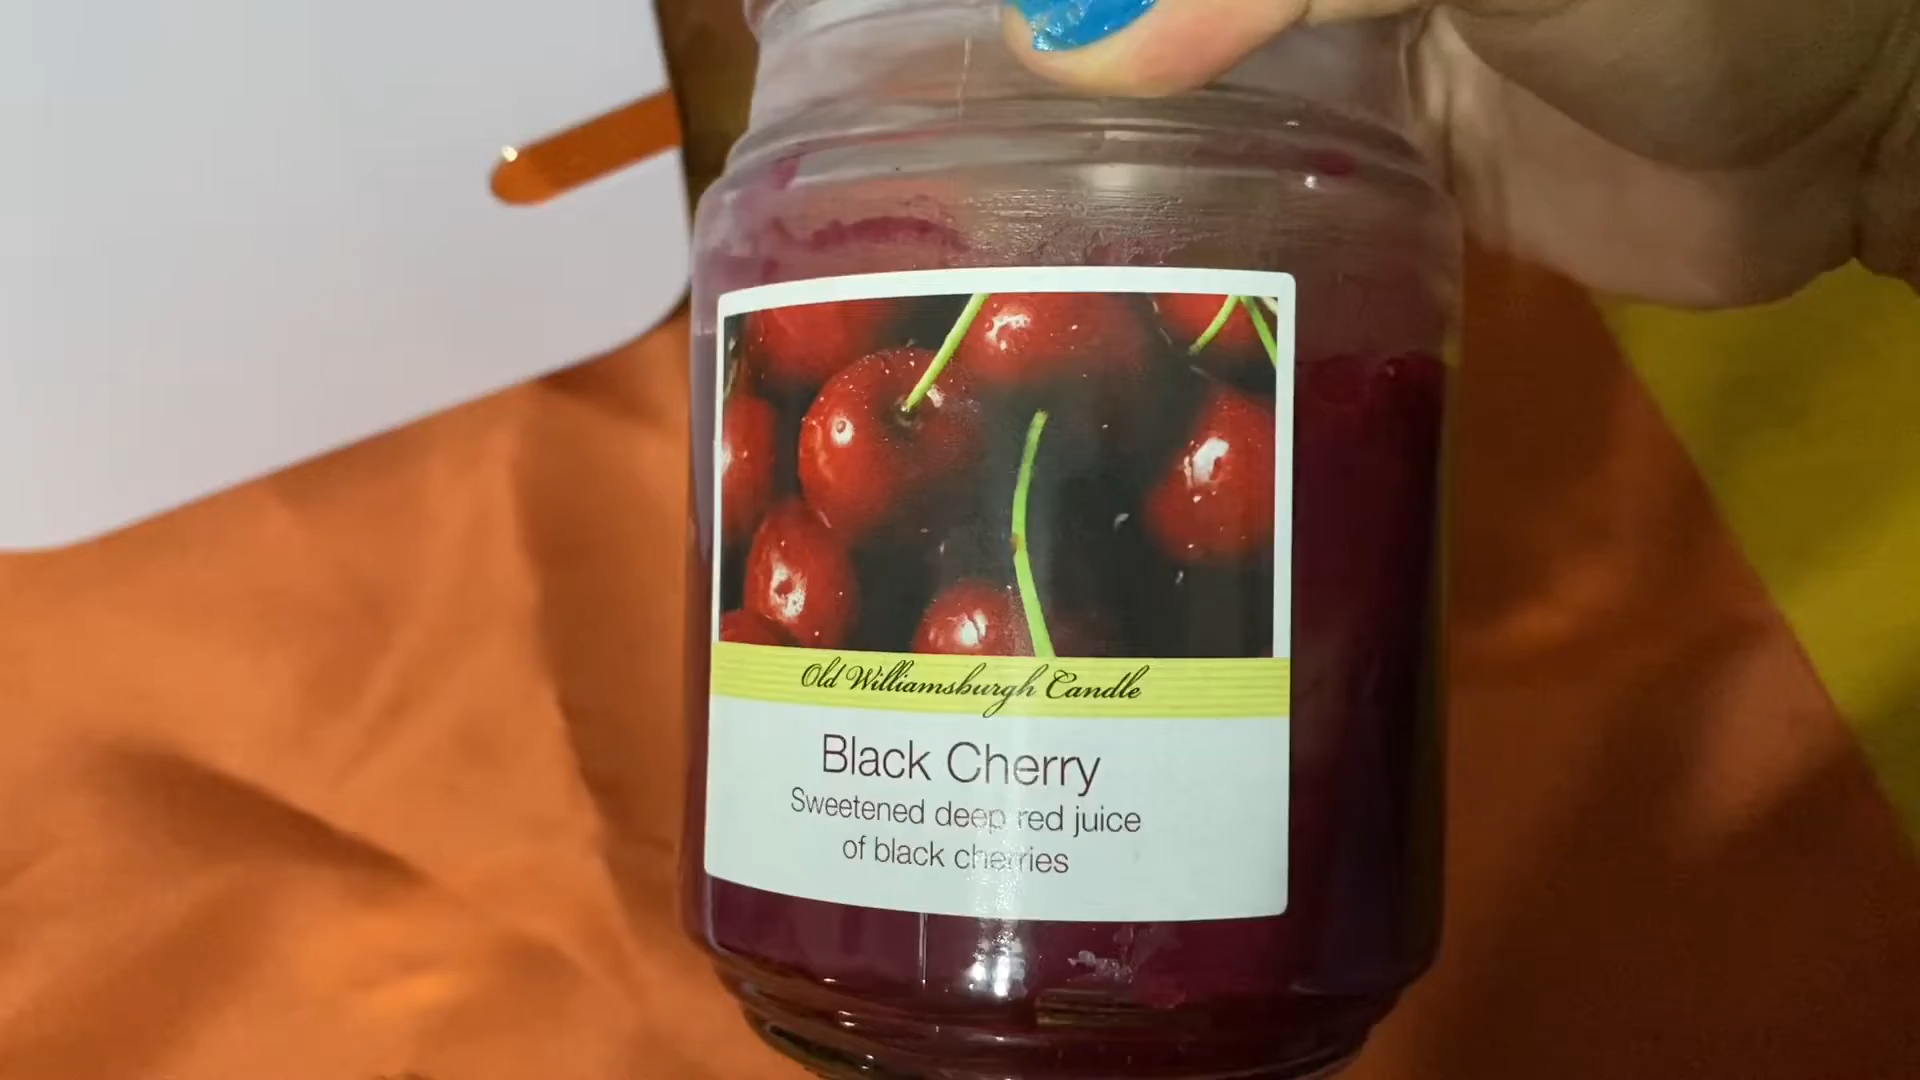 Old Williamsburgh Candle
Black Cherry
Sweetened deep red juice
of black cherries